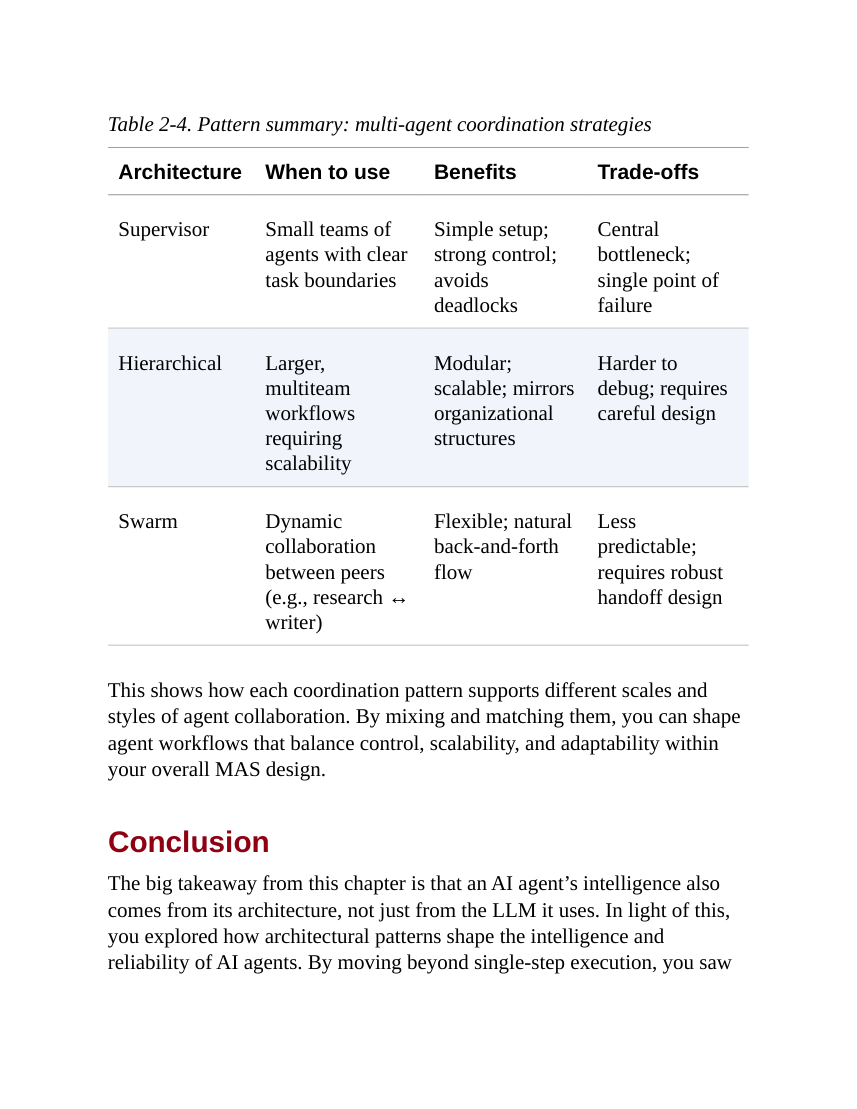 Table 2-4. Pattern summary: multi-agent coordination strategies
Architecture When to use Benefits Trade-offs
Supervisor Small teams of Simple setup; Central
agents with clear strong control; bottleneck;
task boundaries avoids single point of
deadlocks failure
Hierarchical Larger, Modular; Harder to
multiteam scalable; mirrors debug; requires
workflows organizational careful design
requiring structures
scalability
Swarm Dynamic Flexible; natural Less
collaboration back-and-forth predictable;
between peers flow requires robust
(e.g., research ↔ handoff design
writer)
This shows how each coordination pattern supports different scales and
styles of agent collaboration. By mixing and matching them, you can shape
agent workflows that balance control, scalability, and adaptability within
your overall MAS design.
Conclusion
The big takeaway from this chapter is that an AI agent’s intelligence also
comes from its architecture, not just from the LLM it uses. In light of this,
you explored how architectural patterns shape the intelligence and
reliability of AI agents. By moving beyond single-step execution, you saw